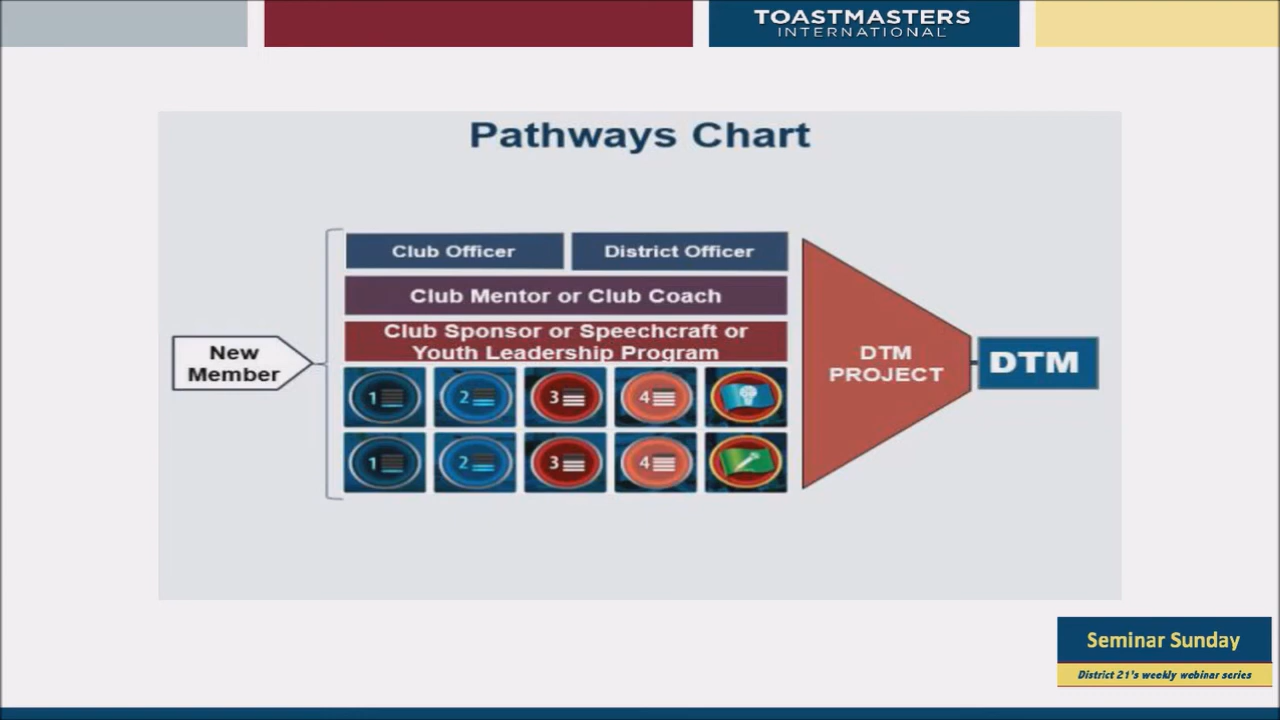 TOASTMASTERS
INTERNATIONAL
Pathways Chart
Club Officer
District Officer
Club Mentor or Club Coach
Club Sponsor or Speechcraft or
Youth Leadership Program
New
Member
1
2
3
4
1
2
3
4
DTM
PROJECT
DTM
Seminar Sunday
District 21's weekly webinar series